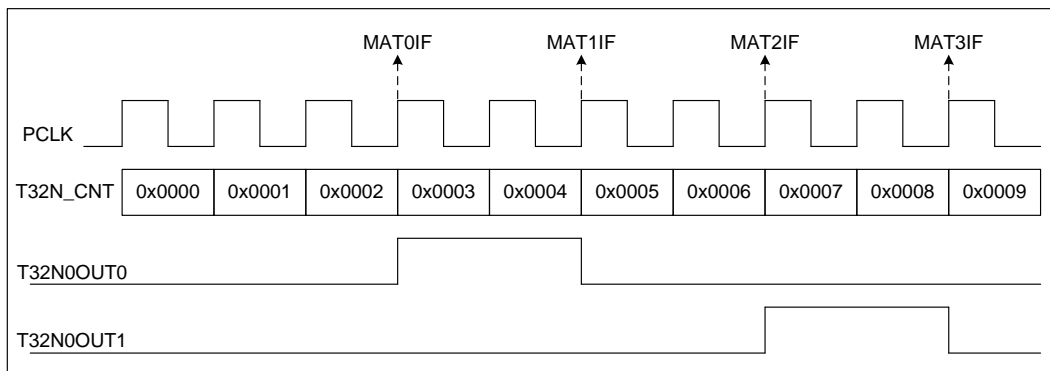 MAT0IF MAT1IF MAT2IF MAT3IF
PCLK
T32N_CNT 0x0000 0x0001 0x0002 0x0003 0x0004 0x0005 0x0006 0x0007 0x0008 0x0009
T32N0OUT0
T32N0OUT1